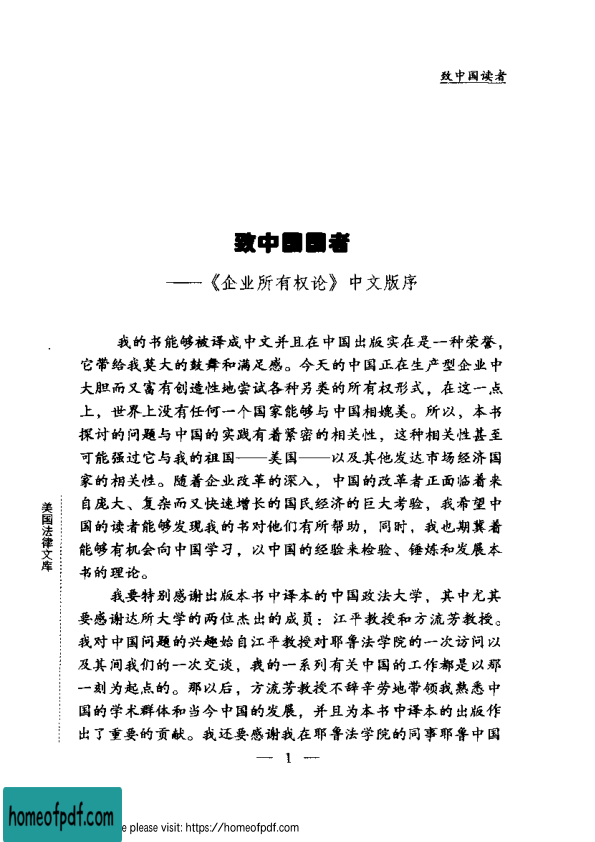 致中国读者
致中国国者
——《企业所有权论》中文版序
我的书能够被译成中文并且在中国出版实在是一种荣誉，
它带给我莫大的鼓舞和满足感。今天的中国正在生产型企业中
大胆而又富有创造性地尝试各种另类的所有权形式，在这一点
上，世界上没有任何一个国家能够与中国相媲美。所以，本书
探讨的问题与中国的实践有着紧密的相关性，这种相关性甚至
可能强过它与我的祖国——美国——以及其他发达市场经济国
家的相关性。随着企业改革的深入，中国的改革者正面临着来
自庞大、复杂而又快速增长的国民经济的巨大考验，我希望中
国的读者能够发现我的书对他们有所帮助，同时，我也期冀着
能够有机会向中国学习，以中国的经验来检验、锤炼和发展本
书的理论。
我要特别感谢出版本书中译本的中国政法大学，其中尤其
要感谢达所大学的两位杰出的成员：江平教授和方流芳教授。
我对中国问题的兴趣始自江平教授对耶鲁法学院的一次访问以
及其间我们的一次交谈，我的一系列有关中国的工作都是以那
一刻为起点的。那以后，方流芳教授不辞辛劳地带领我熟悉中
国的学术群体和当今中国的发展，并且为本书中译本的出版作
出了重要的贡献。我还要感谢我在耶鲁法学院的同事耶鲁中国
美国法律文库
— 1 —
homeofpdf.com
e please visit: https://homeofpdf.com